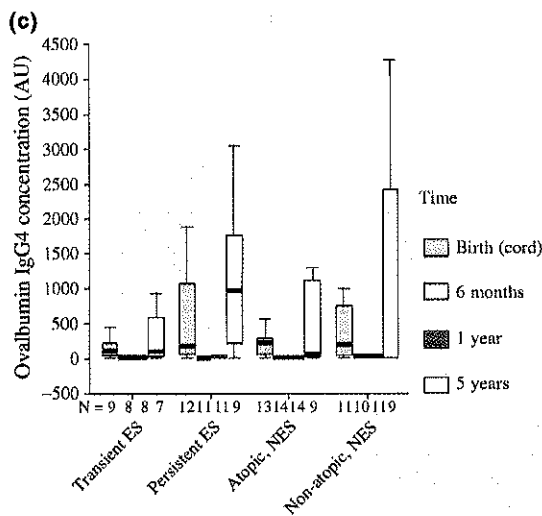 (c)
Ovalbumin IgG4 concentration (AU)
4500
4000
3500
3000
2500
2000
1500
1000
500
0
−500
N = 9 8 8 7 12 11 11 9 13 14 14 9 11 10 11 9
Transient ES
Persistent ES
Atopic, NES
Non-atopic, NES
Time
Birth (cord)
6 months
1 year
5 years